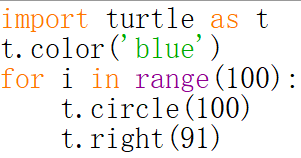 import turtle as t
t.color('blue')
for i in range(100):
    t.circle(100)
    t.right(91)